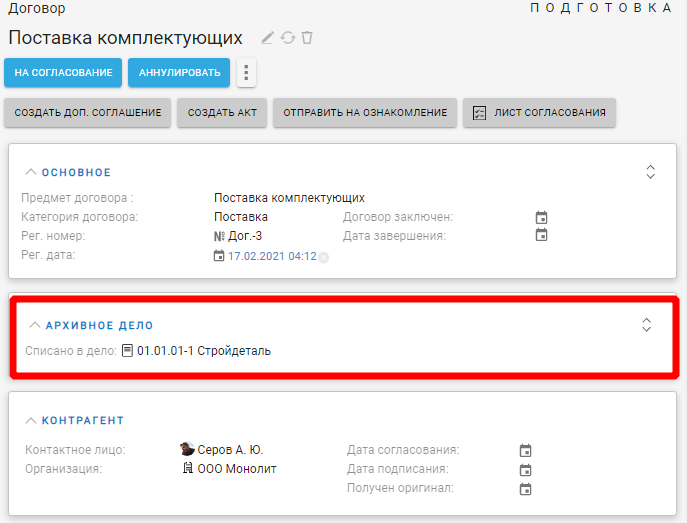 Договор ПОДГОТОВКА
Поставка комплектующих
НА СОГЛАСОВАНИЕ АННУЛИРОВАТЬ
СОЗДАТЬ ДОП. СОГЛАШЕНИЕ СОЗДАТЬ АКТ ОТПРАВИТЬ НА ОЗНАКОМЛЕНИЕ ЛИСТ СОГЛАСОВАНИЯ
ОСНОВНОЕ
Предмет договора : Поставка комплектующих
Категория договора: Поставка Договор заключен:
Рег. номер: № Дог.-3 Дата завершения:
Рег. дата: 17.02.2021 04:12
АРХИВНОЕ ДЕЛО
Списано в дело: 01.01.01-1 Стройдеталь
КОНТРАГЕНТ
Контактное лицо: Серов А. Ю. Дата согласования:
Организация: ООО Монолит Дата подписания:
Получен оригинал: